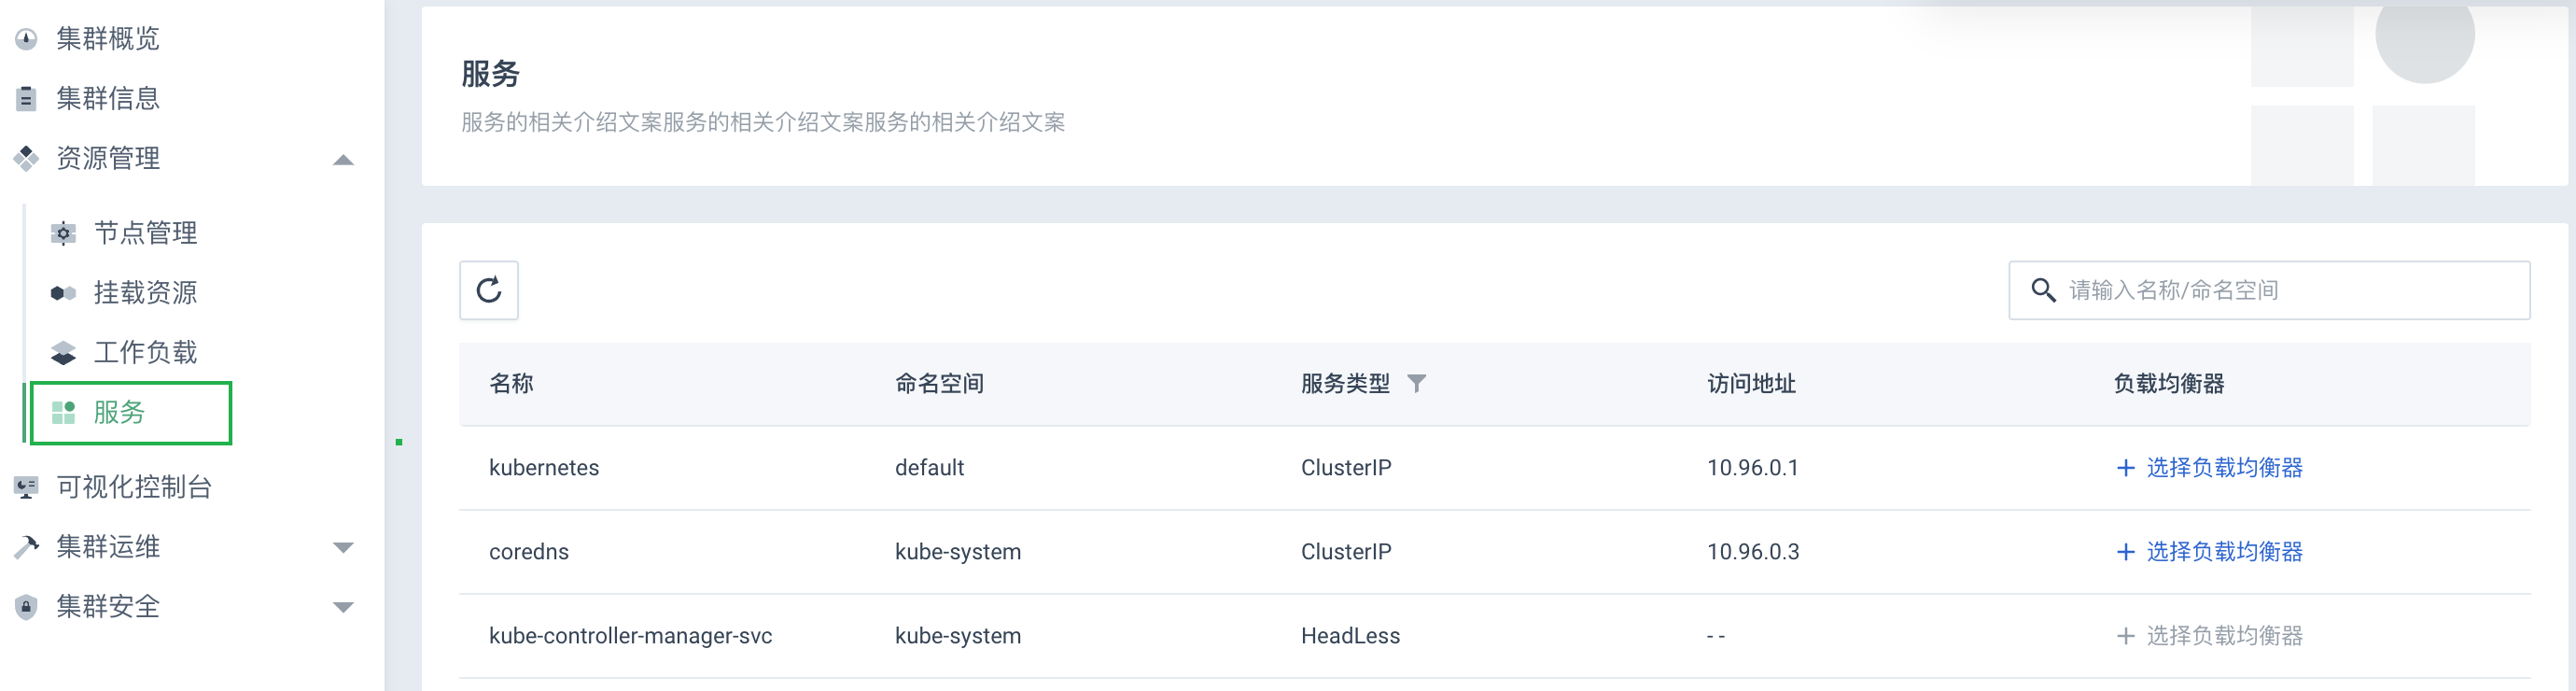 集群概览
集群信息
资源管理
节点管理
挂载资源
工作负载
服务
可视化控制台
集群运维
集群安全
服务
服务的相关介绍文案服务的相关介绍文案服务的相关介绍文案
请输入名称/命名空间
名称 命名空间 服务类型 访问地址 负载均衡器
kubernetes default ClusterIP 10.96.0.1 + 选择负载均衡器
coredns kube-system ClusterIP 10.96.0.3 + 选择负载均衡器
kube-controller-manager-svc kube-system HeadLess -- + 选择负载均衡器